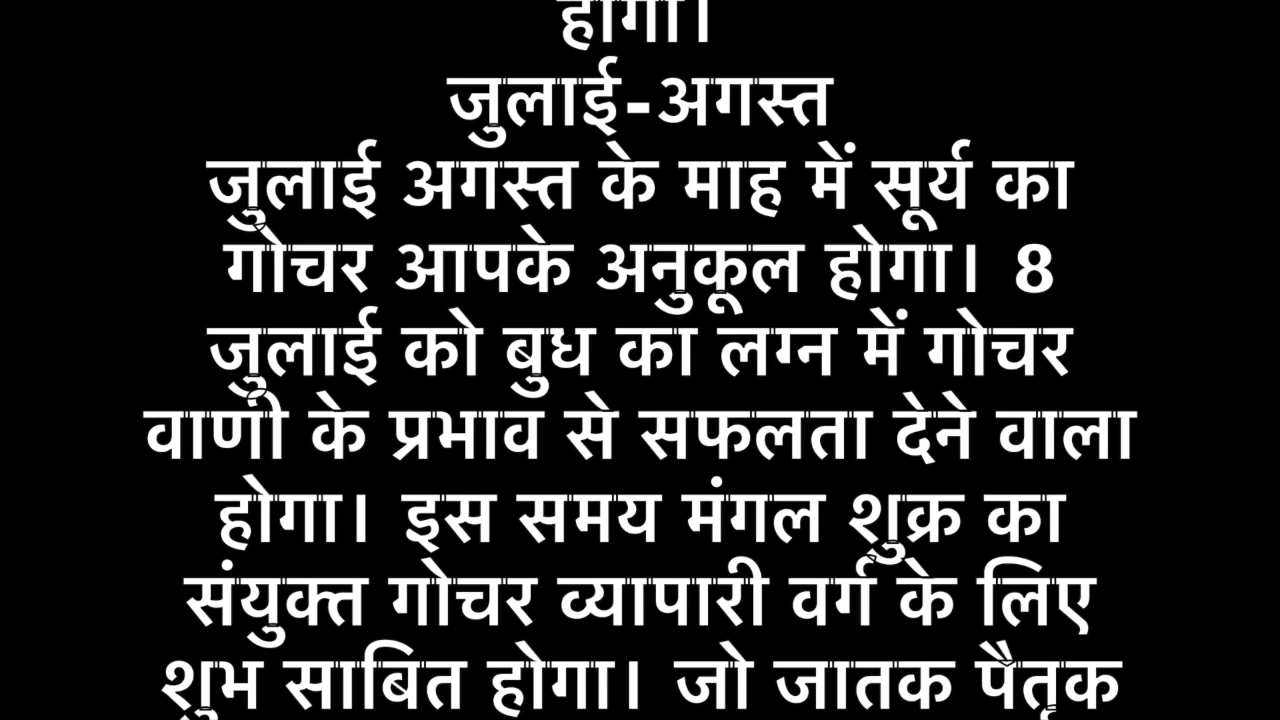 होगा।
जुलाई-अगस्त
जुलाई अगस्त के माह में सूर्य का
गोचर आपके अनुकूल होगा। 8
जुलाई को बुध का लग्न में गोचर
वाणी के प्रभाव से सफलता देने वाला
होगा। इस समय मंगल शुक्र का
संयुक्त गोचर व्यापारी वर्ग के लिए
शुभ साबित होगा। जो जातक पैतृक